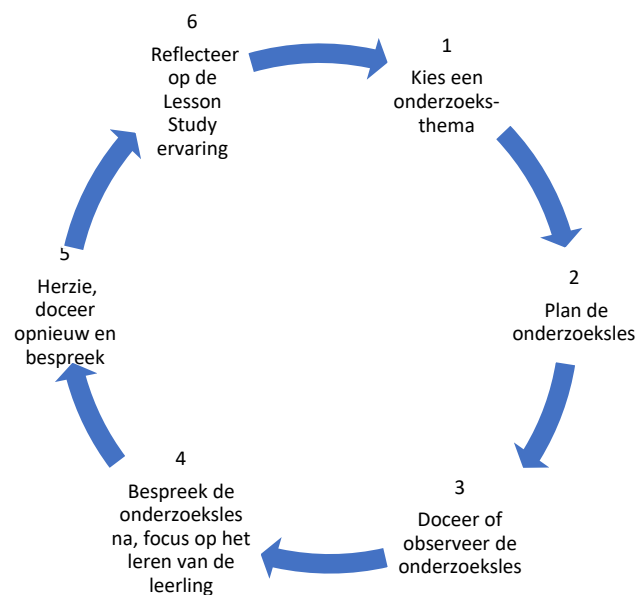 1
Kies een
onderzoeks-
thema
2
Plan de
onderzoeksles
3
Doceer of
observeer de
onderzoeksles
4
Bespreek de
onderzoeksles
na, focus op het
leren van de
leerling
5
Herzie,
doceer
opnieuw en
bespreek
6
Reflecteer
op de
Lesson
Study
ervaring